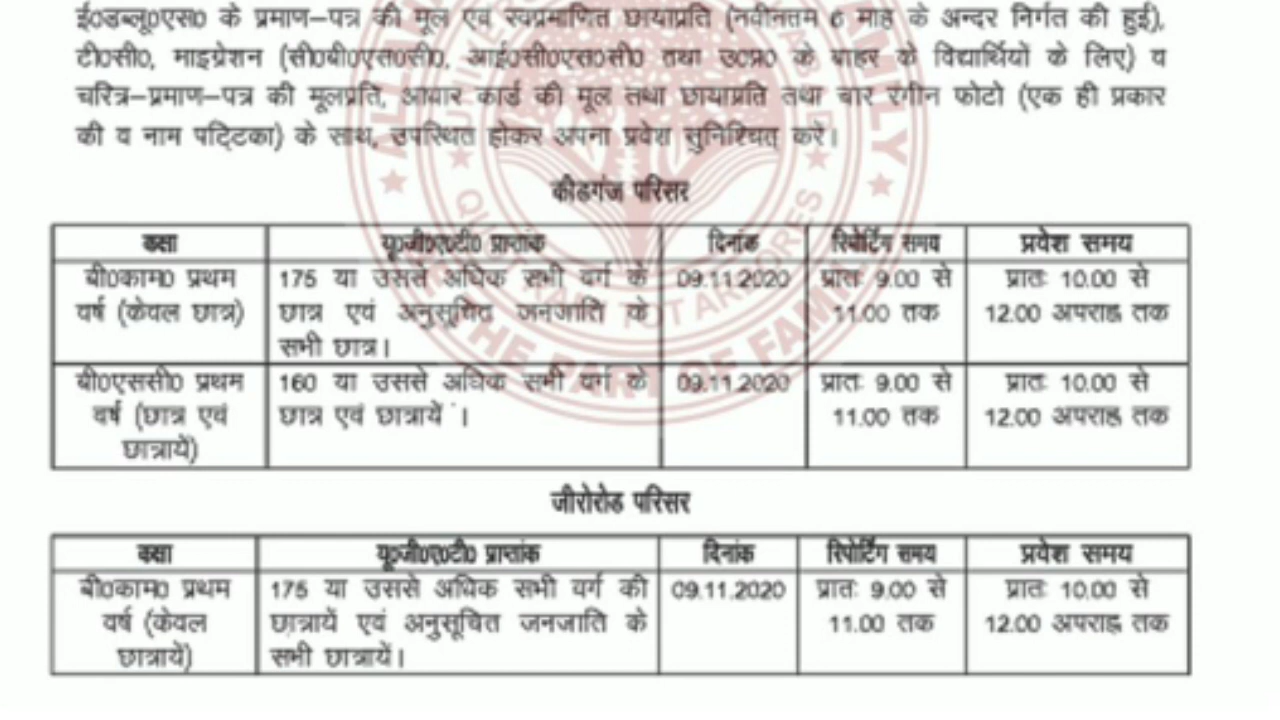 ई0डब्लू0एस0 के प्रमाण–पत्र की मूल एवं स्वप्रमाणित छायाप्रति (नवीनतम 6 माह के अन्दर निर्गत की हुई),
टी0सी0, माइग्रेशन (सी0बी0एस0सी0, आई0सी0एस0सी0 तथा उ0प्र0 के बाहर के विद्यार्थियों के लिए) व
चरित्र–प्रमाण–पत्र की मूलप्रति, आधार कार्ड की मूल तथा छायाप्रति तथा चार रंगीन फोटो (एक ही प्रकार
की व नाम पट्टिका) के साथ, उपस्थित होकर अपना प्रवेश सुनिश्चित् करे।
कीडगंज परिसर
कक्षा यू0जी0ए0टी0 प्राप्तांक दिनांक रिपोर्टिंग समय प्रवेश समय
बी0काम0 प्रथम 175 या उससे अधिक सभी वर्ग के 09.11.2020 प्रातः 9.00 से प्रातः 10.00 से
वर्ष (केवल छात्र) छात्र एवं अनुसूचित जनजाति के 11.00 तक 12.00 अपराह्न तक
सभी छात्र।
बी0एससी0 प्रथम 160 या उससे अधिक सभी वर्ग के 09.11.2020 प्रातः 9.00 से प्रातः 10.00 से
वर्ष (छात्र एवं छात्र एवं छात्रायें । 11.00 तक 12.00 अपराह्न तक
छात्रायें)
जीरोरोड परिसर
कक्षा यू0जी0ए0टी0 प्राप्तांक दिनांक रिपोर्टिंग समय प्रवेश समय
बी0काम0 प्रथम 175 या उससे अधिक सभी वर्ग की 09.11.2020 प्रातः 9.00 से प्रातः 10.00 से
वर्ष (केवल छात्रायें एवं अनुसूचित जनजाति के 11.00 तक 12.00 अपराह्न तक
छात्रायें) सभी छात्रायें।
THE PART OF FAMILY